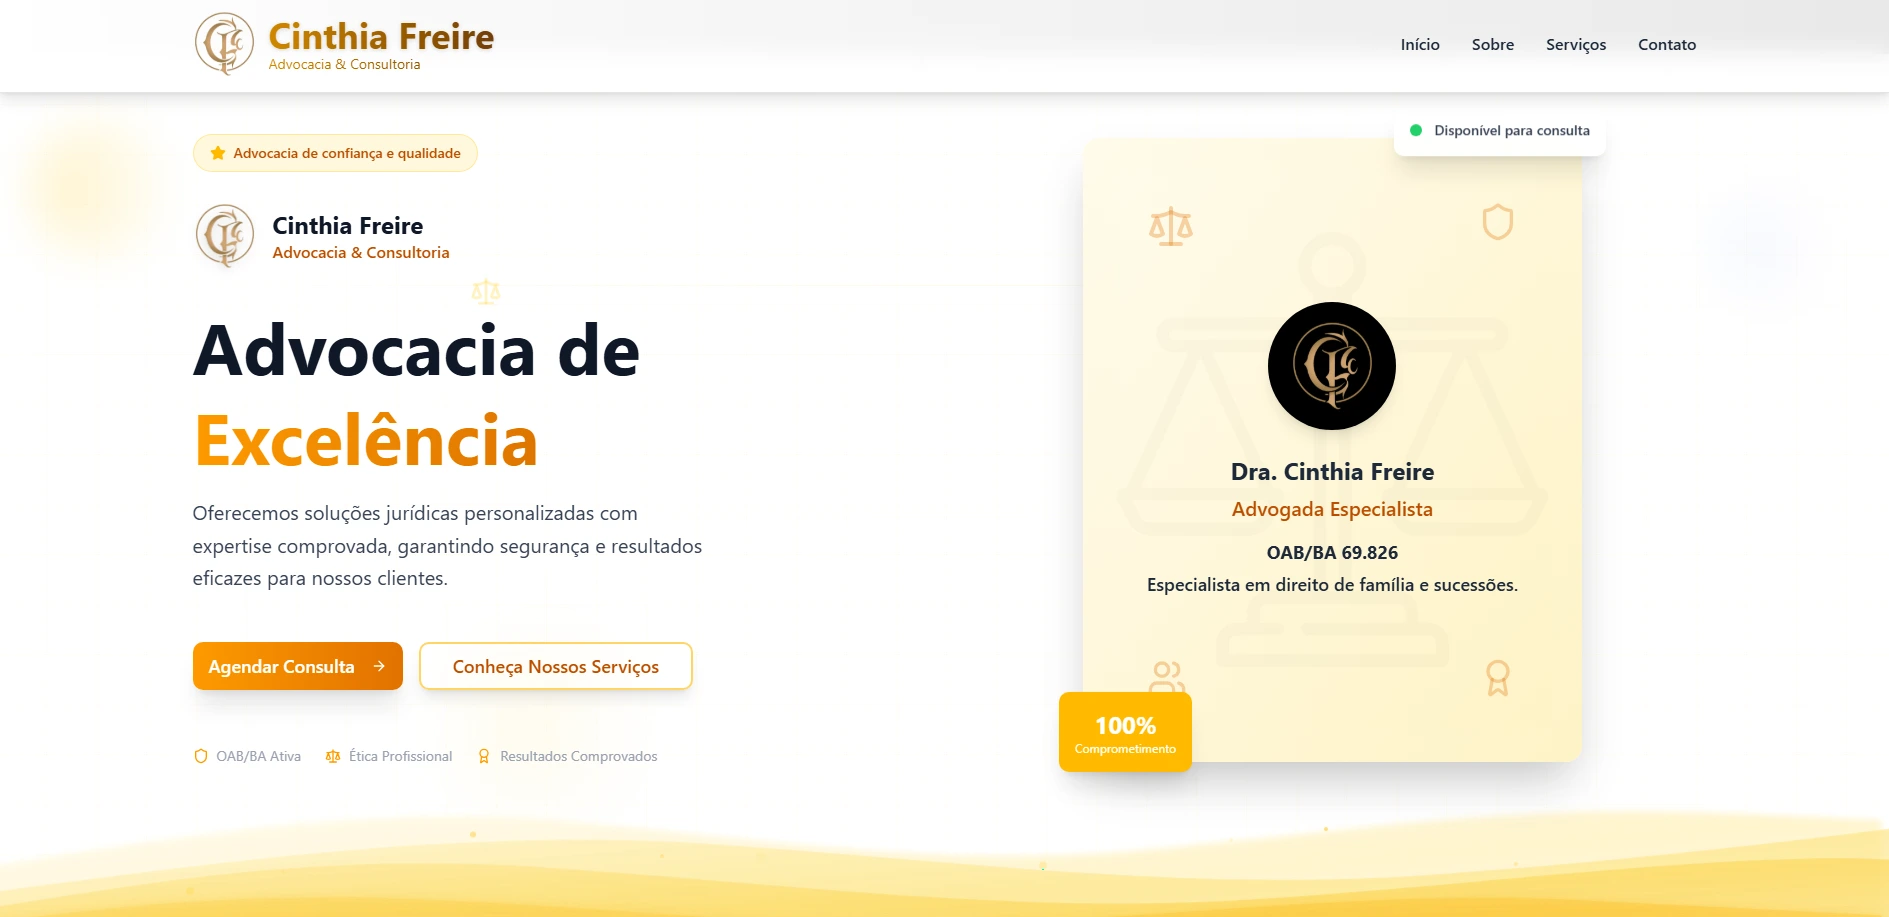 Cinthia Freire
Advocacia & Consultoria
Início
Sobre
Serviços
Contato
Advocacia de confiança e qualidade
Cinthia Freire
Advocacia & Consultoria
Advocacia de
Excelência
Oferecemos soluções jurídicas personalizadas com
expertise comprovada, garantindo segurança e resultados
eficazes para nossos clientes.
Agendar Consulta
Conheça Nossos Serviços
OAB/BA Ativa
Ética Profissional
Resultados Comprovados
Disponível para consulta
Dra. Cinthia Freire
Advogada Especialista
OAB/BA 69.826
Especialista em direito de família e sucessões.
100%
Comprometimento